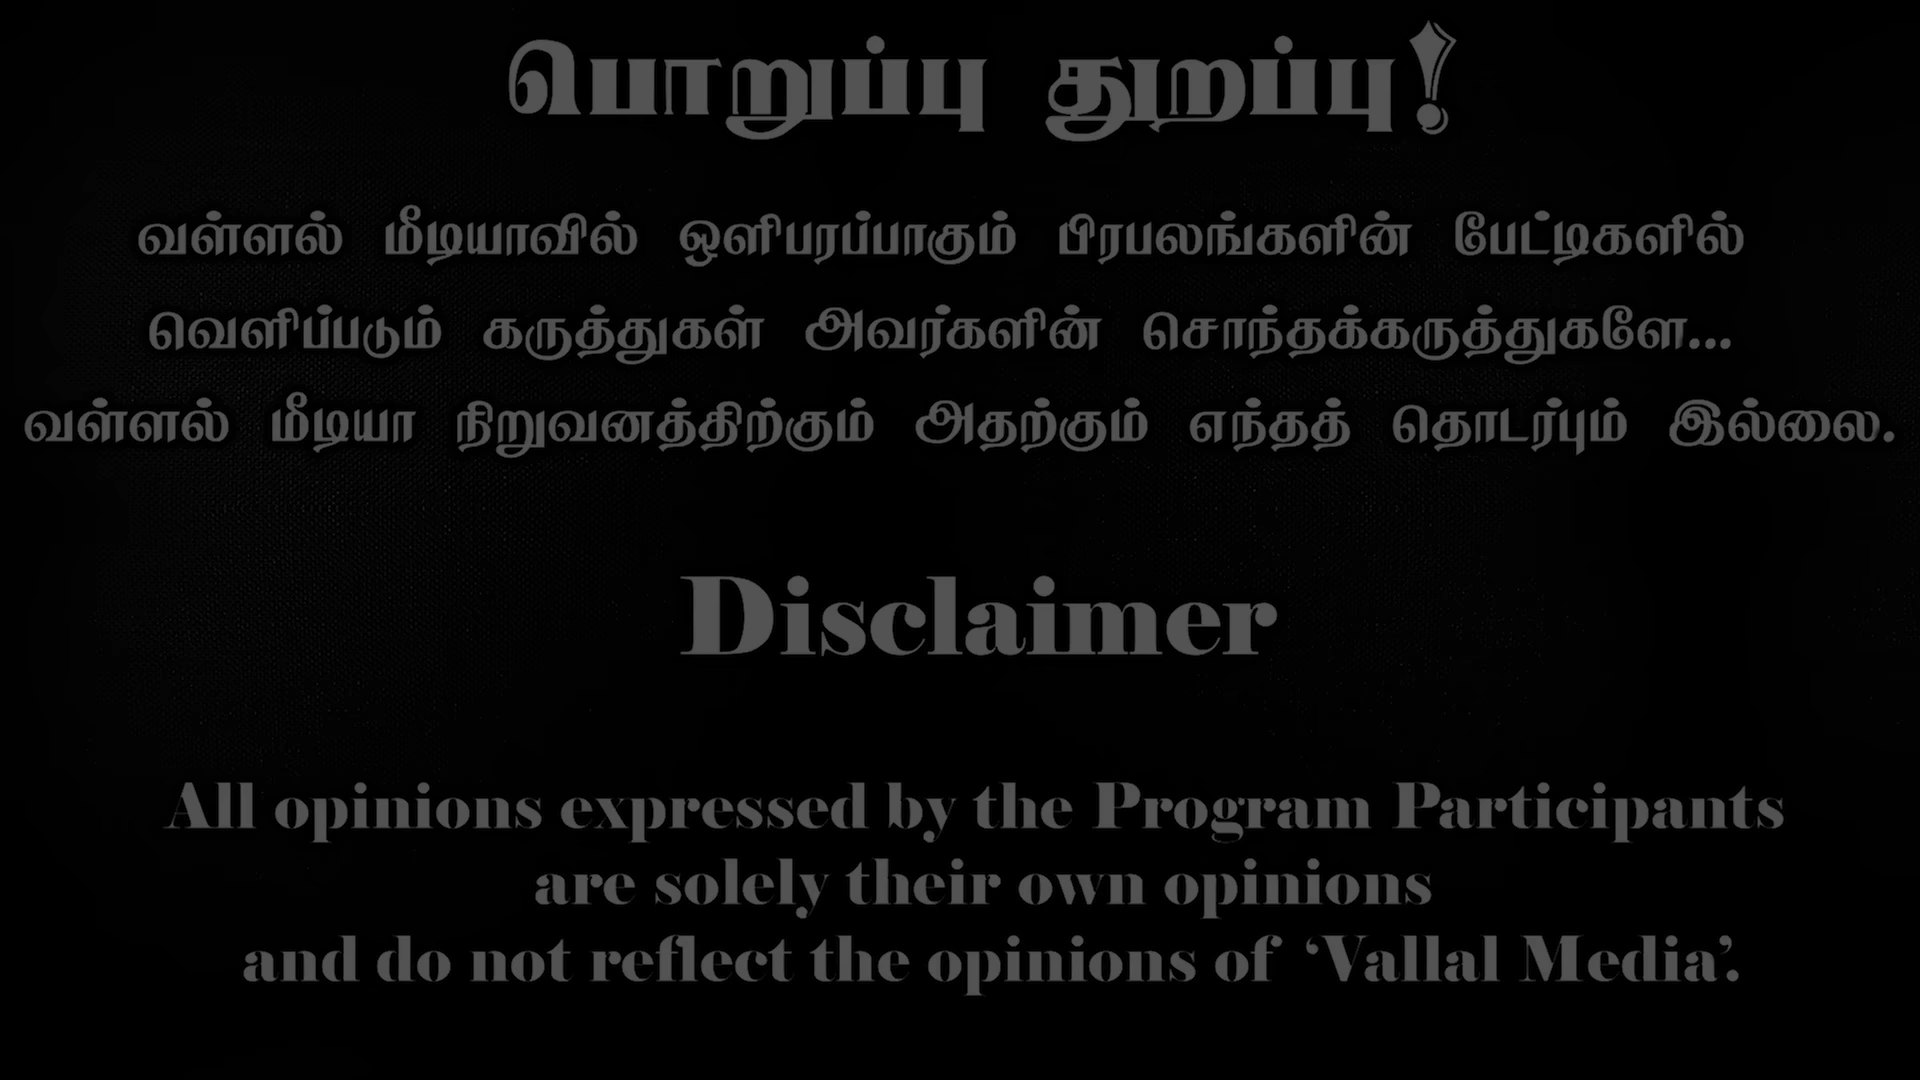 பொறுப்பு துறப்பு!
வள்ளல் மீடியாவில் ஒளிபரப்பாகும் பிரபலங்களின் பேட்டிகளில்
வெளிப்படும் கருத்துகள் அவர்களின் சொந்தக்கருத்துகளே...
வள்ளல் மீடியா நிறுவனத்திற்கும் அதற்கும் எந்தத் தொடர்பும் இல்லை.
Disclaimer
All opinions expressed by the Program Participants
are solely their own opinions
and do not reflect the opinions of ‘Vallal Media’.